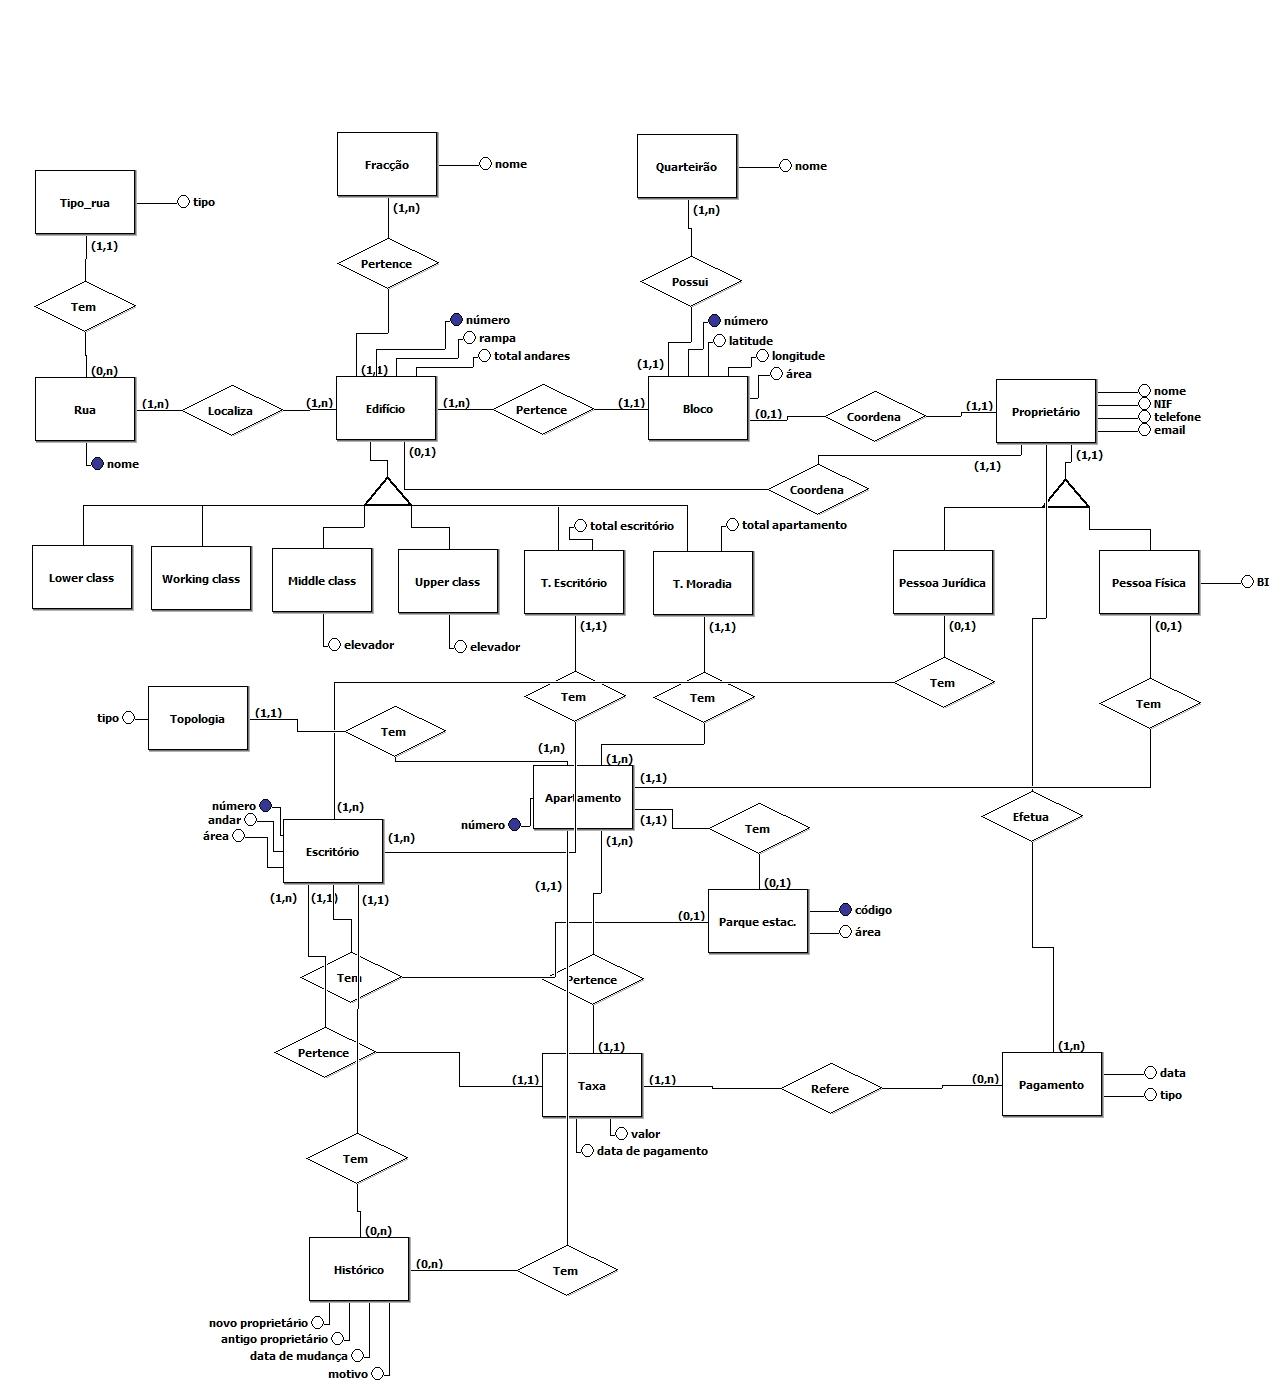 Fracção
nome
Quarteirão
nome
Tipo_rua
tipo
(1,n)
(1,n)
(1,1)
Pertence
Possui
Tem
número
rampa
total andares
número
latitude
longitude
área
(0,n)
(1,1)
(1,1)
Rua
(1,n)
Localiza
(1,n)
Edifício
(1,n)
Pertence
(1,1)
Bloco
(0,1)
Coordena
(1,1)
Proprietário
nome
NIF
telefone
email
nome
(0,1)
(1,1)
(1,1)
Coordena
total escritório
total apartamento
Lower class
Working class
Middle class
Upper class
T. Escritório
T. Moradia
Pessoa Jurídica
Pessoa Física
BI
elevador
elevador
(1,1)
(1,1)
(0,1)
(0,1)
Tem
Tem
Tem
Tem
tipo
Topologia
(1,1)
Tem
(1,n)
(1,n)
número
Apartamento
(1,1)
número
andar
área
(1,n)
Escritório
(1,n)
(1,1)
Tem
Efetua
(1,n)
(1,n)
(1,1)
(1,1)
(1,1)
(0,1)
(0,1)
Parque estac.
código
área
Tem
Pertence
Pertence
(1,1)
(1,1)
Taxa
(1,1)
Refere
(0,n)
(1,n)
Pagamento
data
tipo
valor
data de pagamento
Tem
(0,n)
Histórico
(0,n)
Tem
novo proprietário
antigo proprietário
data de mudança
motivo